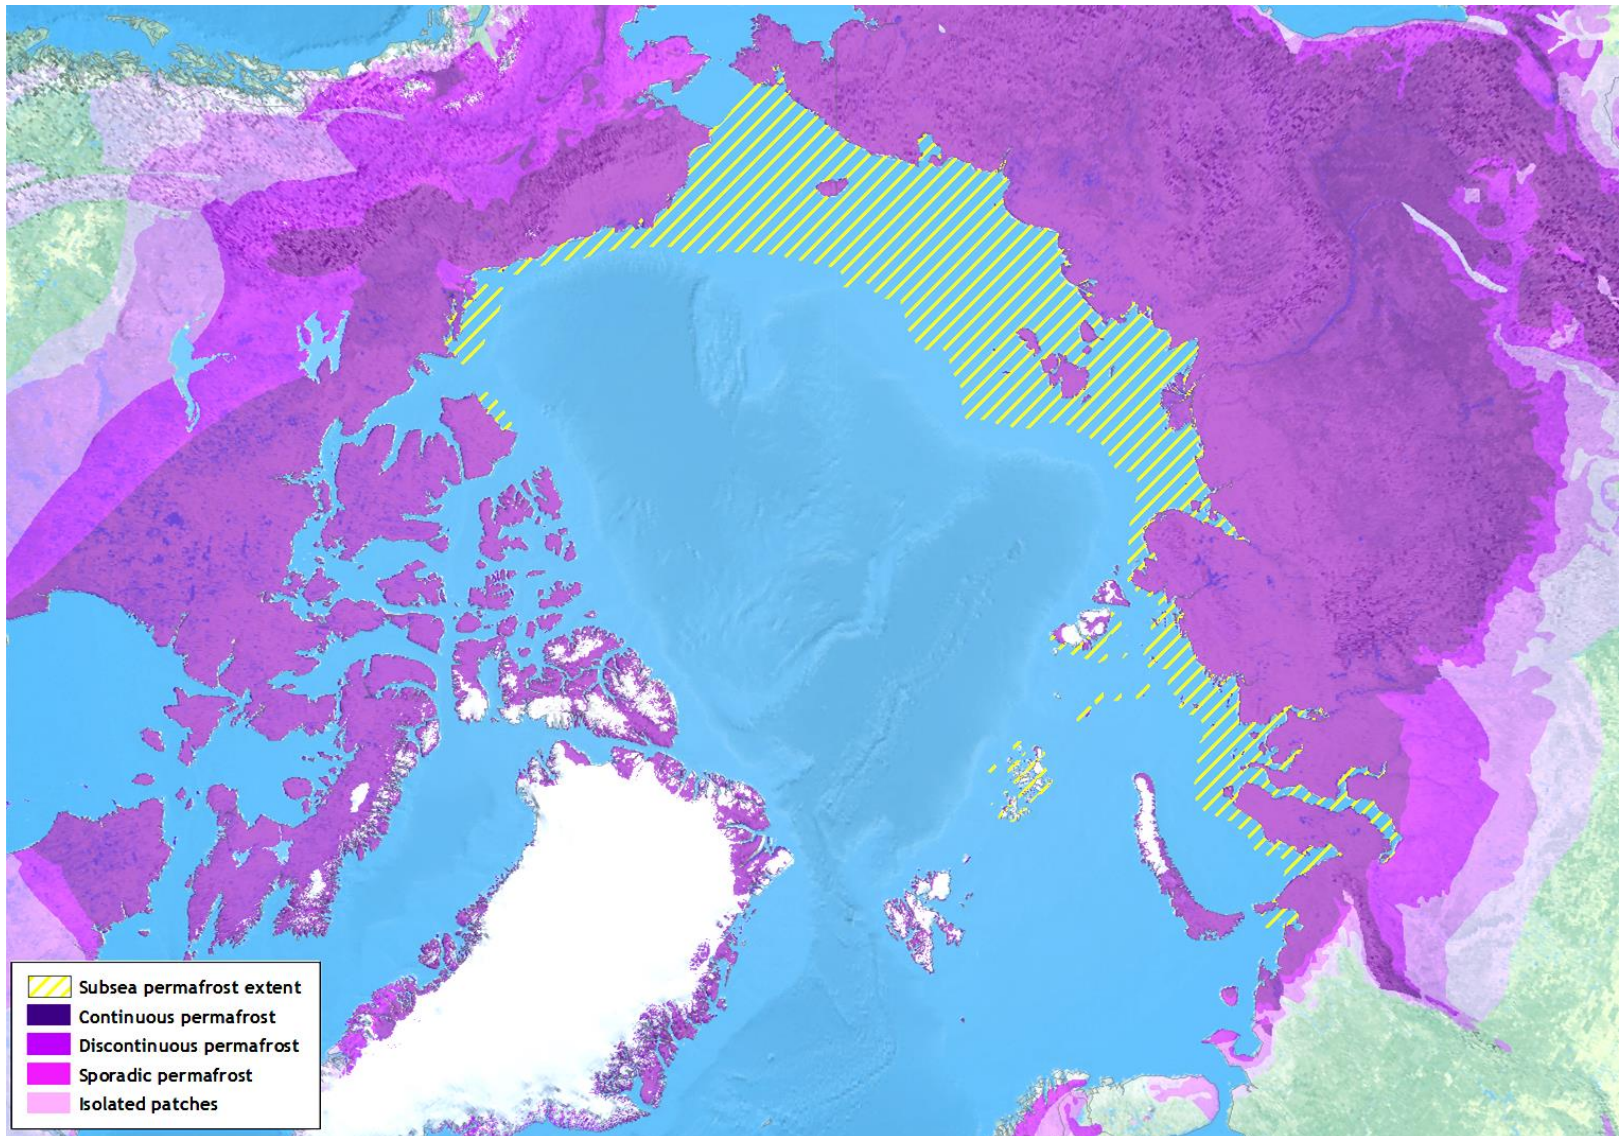 Subsea permafrost extent
Continuous permafrost
Discontinuous permafrost
Sporadic permafrost
Isolated patches